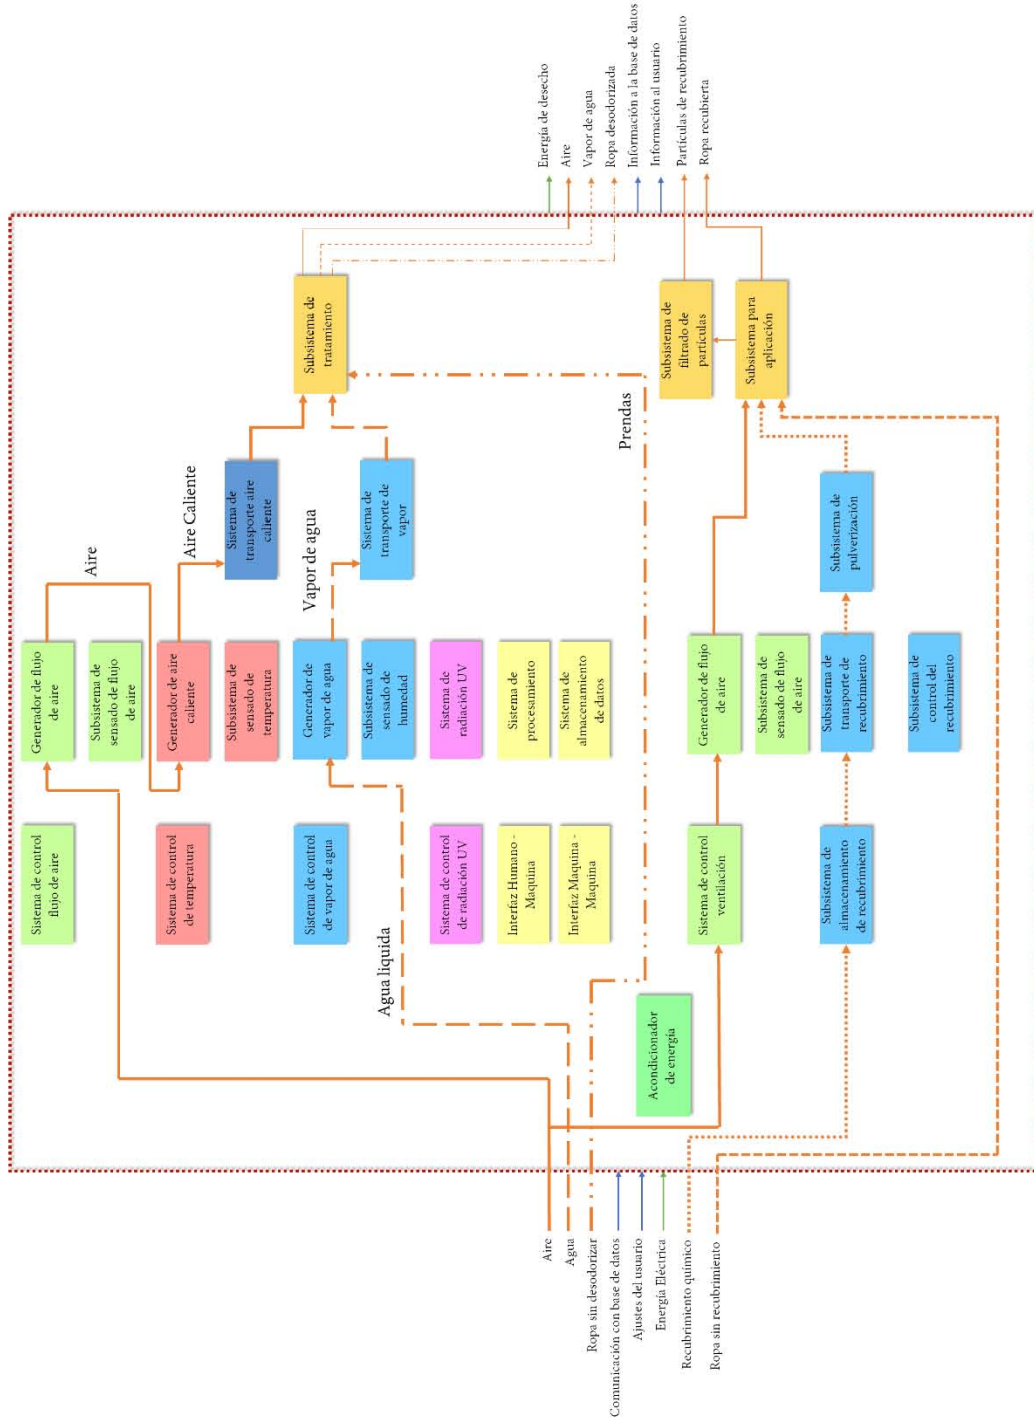 Aire
Agua
Ropa sin desodorizar
Comunicación con base de datos
Ajustes del usuario
Energía Eléctrica
Recubrimiento químico
Ropa sin recubrimiento
Acondicionador
de energía
Agua liquida
Sistema de control
flujo de aire
Sistema de control
de temperatura
Sistema de control
de vapor de agua
Sistema de control
de radiación UV
Interfaz Humano -
Maquina
Interfaz Maquina -
Maquina
Sistema de control
ventilación
Subsistema de
almacenamiento
de recubrimiento
Generador de flujo
de aire
Subsistema de
sensado de flujo
de aire
Generador de aire
caliente
Subsistema de
sensado de
temperatura
Generador de
vapor de agua
Subsistema de
sensado de
humedad
Sistema de
radiación UV
Sistema de
procesamiento
Sistema de
almacenamiento
de datos
Generador de flujo
de aire
Subsistema de
sensado de flujo
de aire
Subsistema de
transporte de
recubrimiento
Subsistema de
control del
recubrimiento
Aire
Aire Caliente
Vapor de agua
Sistema de
transporte aire
caliente
Sistema de
transporte de
vapor
Subsistema de
pulverización
Prendas
Subsistema de
tratamiento
Subsistema de
filtrado de
partículas
Subsistema para
aplicación
Energía de desecho
Aire
Vapor de agua
Ropa desodorizada
Información a la base de datos
Información al usuario
Partículas de recubrimiento
Ropa recubierta